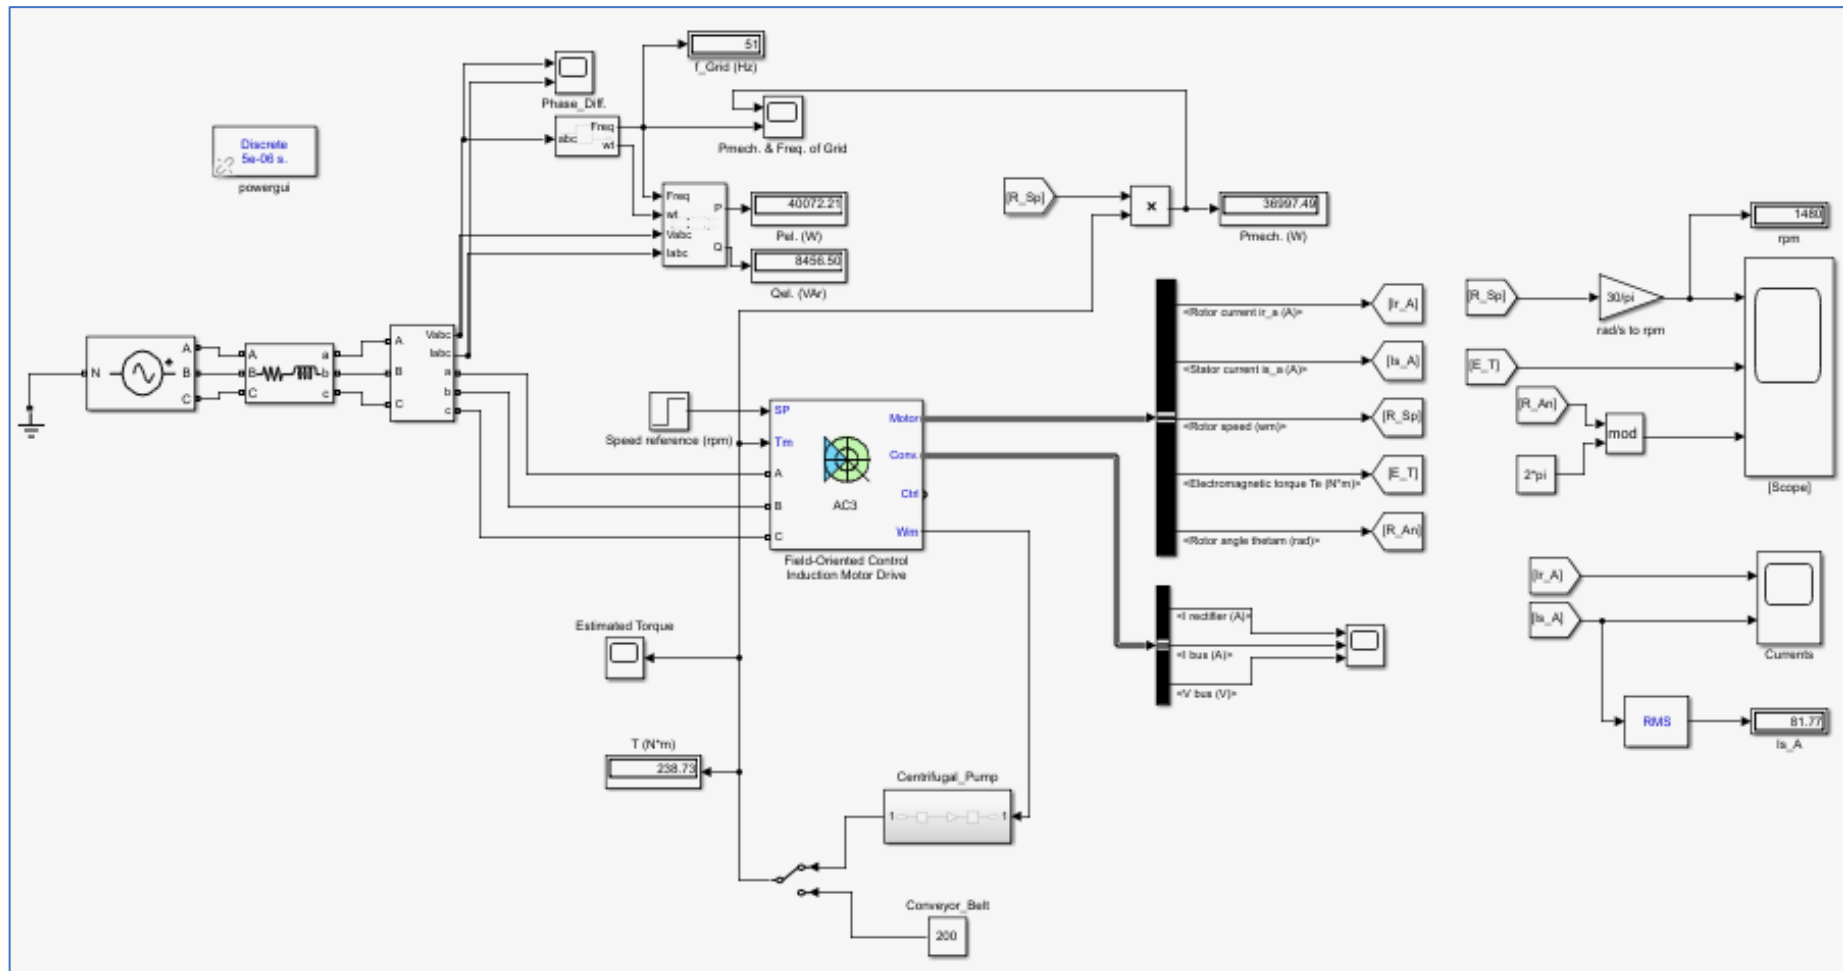 51
f_Grid (Hz)
Phase_Diff.
Discrete
5e-06 s.
powergui
abc
Freq
wt
Pmech. & Freq. of Grid
Freq
wt
Vabc
Iabc
P
Q
40072.21
Pel. (W)
8456.50
Qel. (VAr)
[R_Sp]
×
36997.49
Pmech. (W)
1480
rpm
[R_Sp]
30/pi
rad/s to rpm
[E_T]
[R_An]
mod
2*pi
[Scope]
N
A
B
C
A
B
C
a
b
c
A
B
C
Vabc
Iabc
a
b
c
Speed reference (rpm)
SP
Tm
A
B
C
Motor
Conv.
Ctrl
Wm
AC3
Field-Oriented Control
Induction Motor Drive
<Rotor current ir_a (A)>
[Ir_A]
<Stator current is_a (A)>
[Is_A]
<Rotor speed (wm)>
[R_Sp]
<Electromagnetic torque Te (N*m)>
[E_T]
<Rotor angle thetam (rad)>
[R_An]
<I rectifier (A)>
<I bus (A)>
<V bus (V)>
[Ir_A]
[Is_A]
Currents
RMS
81.77
Is_A
Estimated Torque
T (N*m)
238.73
Centrifugal_Pump
1
1
Conveyor_Belt
200